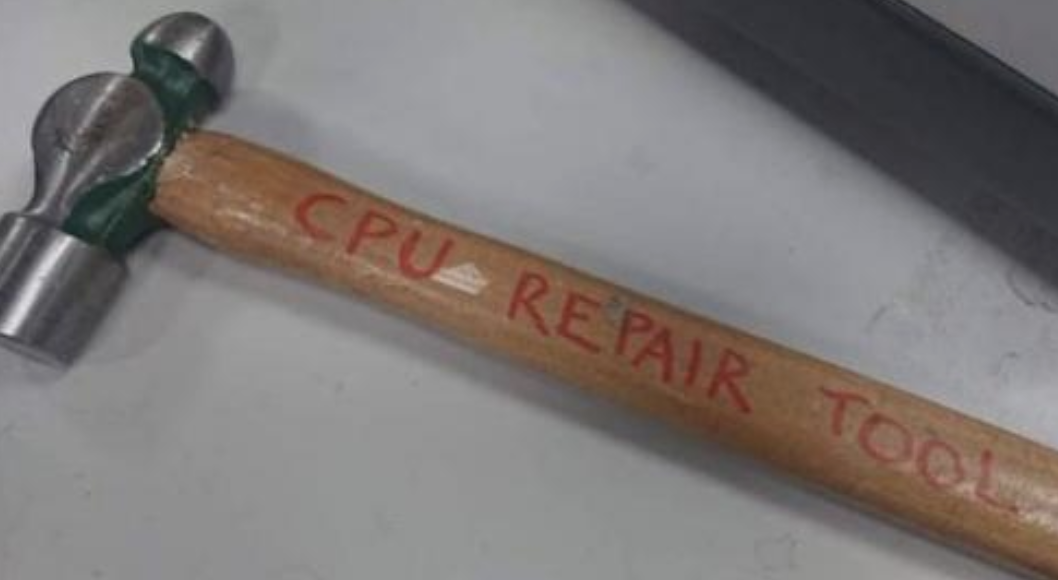 CPU REPAIR TOOL